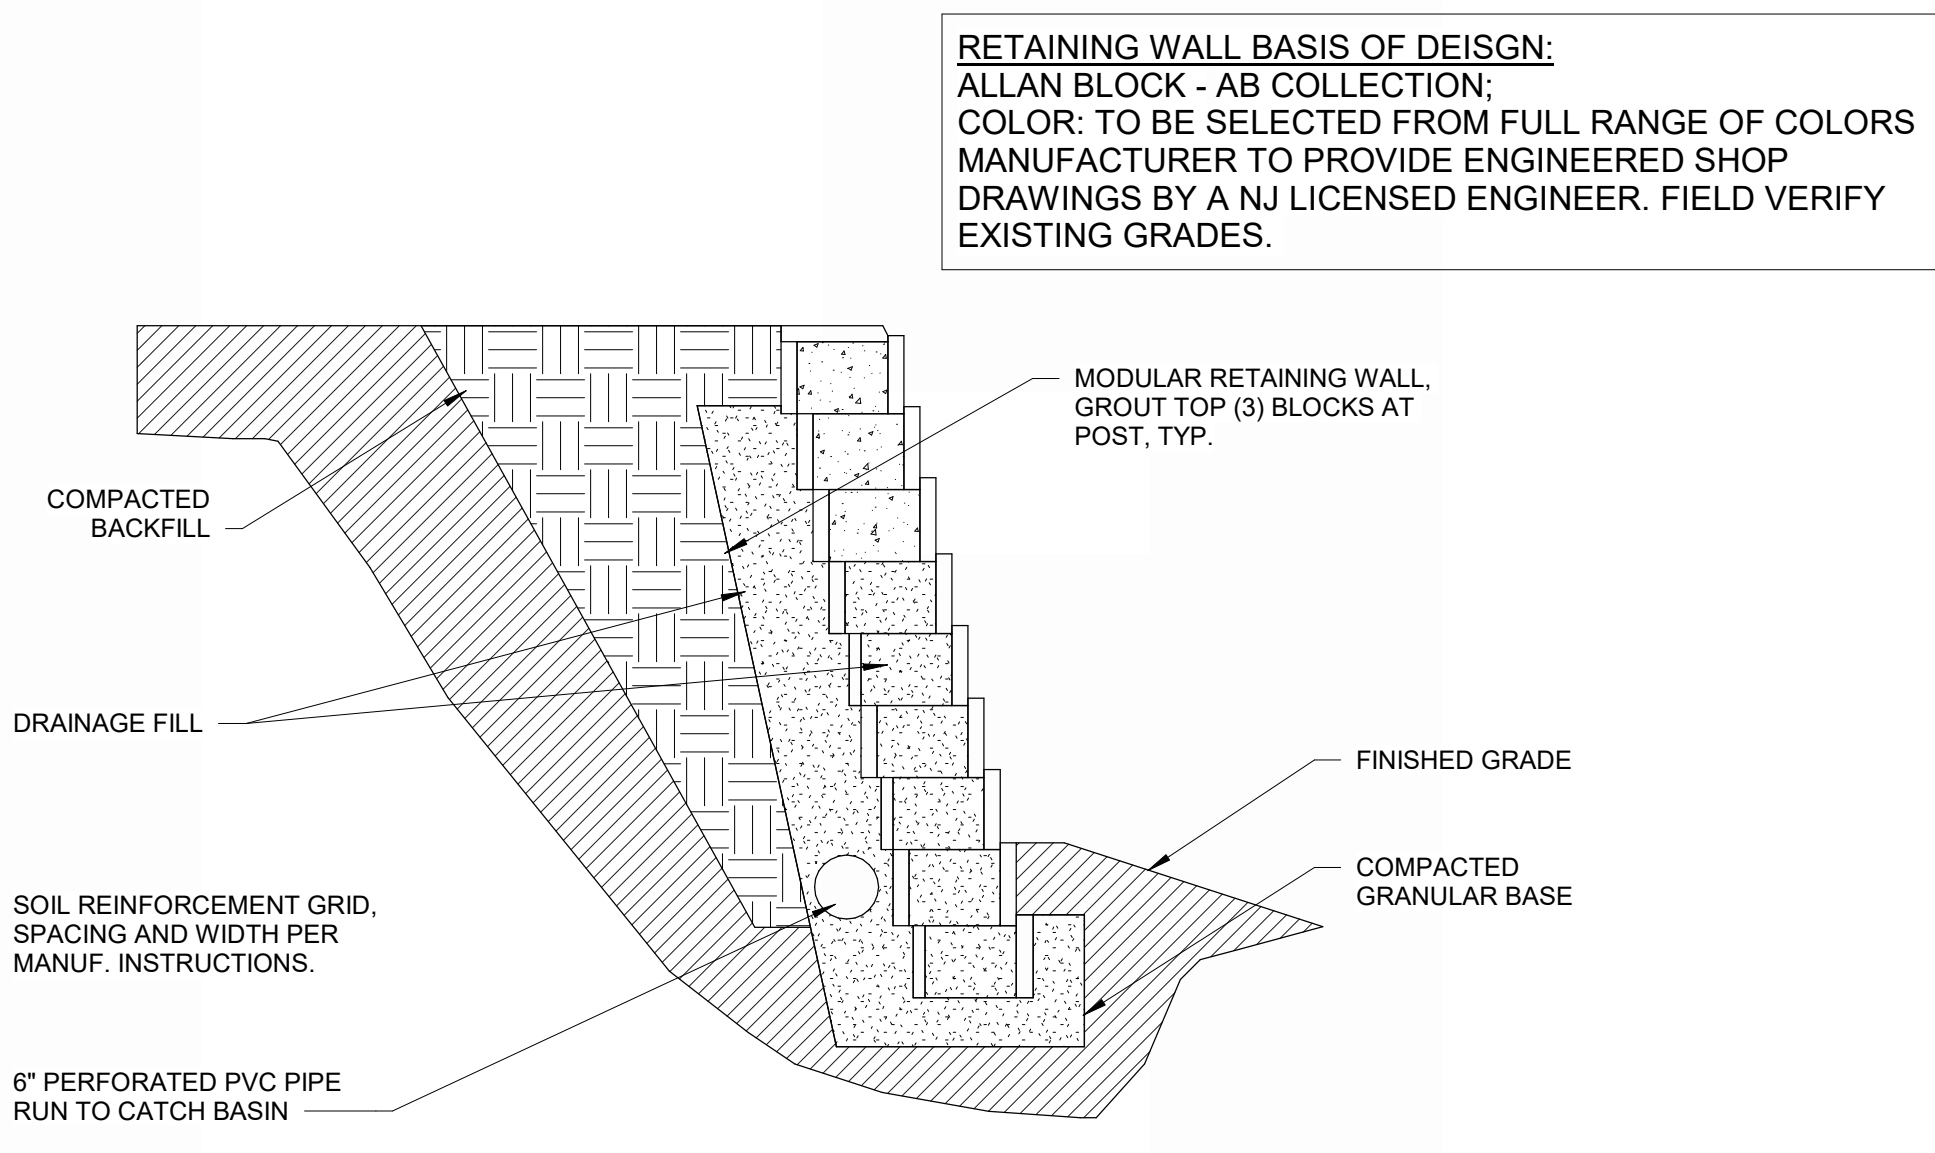 RETAINING WALL BASIS OF DEISGN:
ALLAN BLOCK - AB COLLECTION;
COLOR: TO BE SELECTED FROM FULL RANGE OF COLORS
MANUFACTURER TO PROVIDE ENGINEERED SHOP
DRAWINGS BY A NJ LICENSED ENGINEER. FIELD VERIFY
EXISTING GRADES.
MODULAR RETAINING WALL,
GROUT TOP (3) BLOCKS AT
POST, TYP.
COMPACTED
BACKFILL
DRAINAGE FILL
FINISHED GRADE
COMPACTED
GRANULAR BASE
SOIL REINFORCEMENT GRID,
SPACING AND WIDTH PER
MANUF. INSTRUCTIONS.
6" PERFORATED PVC PIPE
RUN TO CATCH BASIN